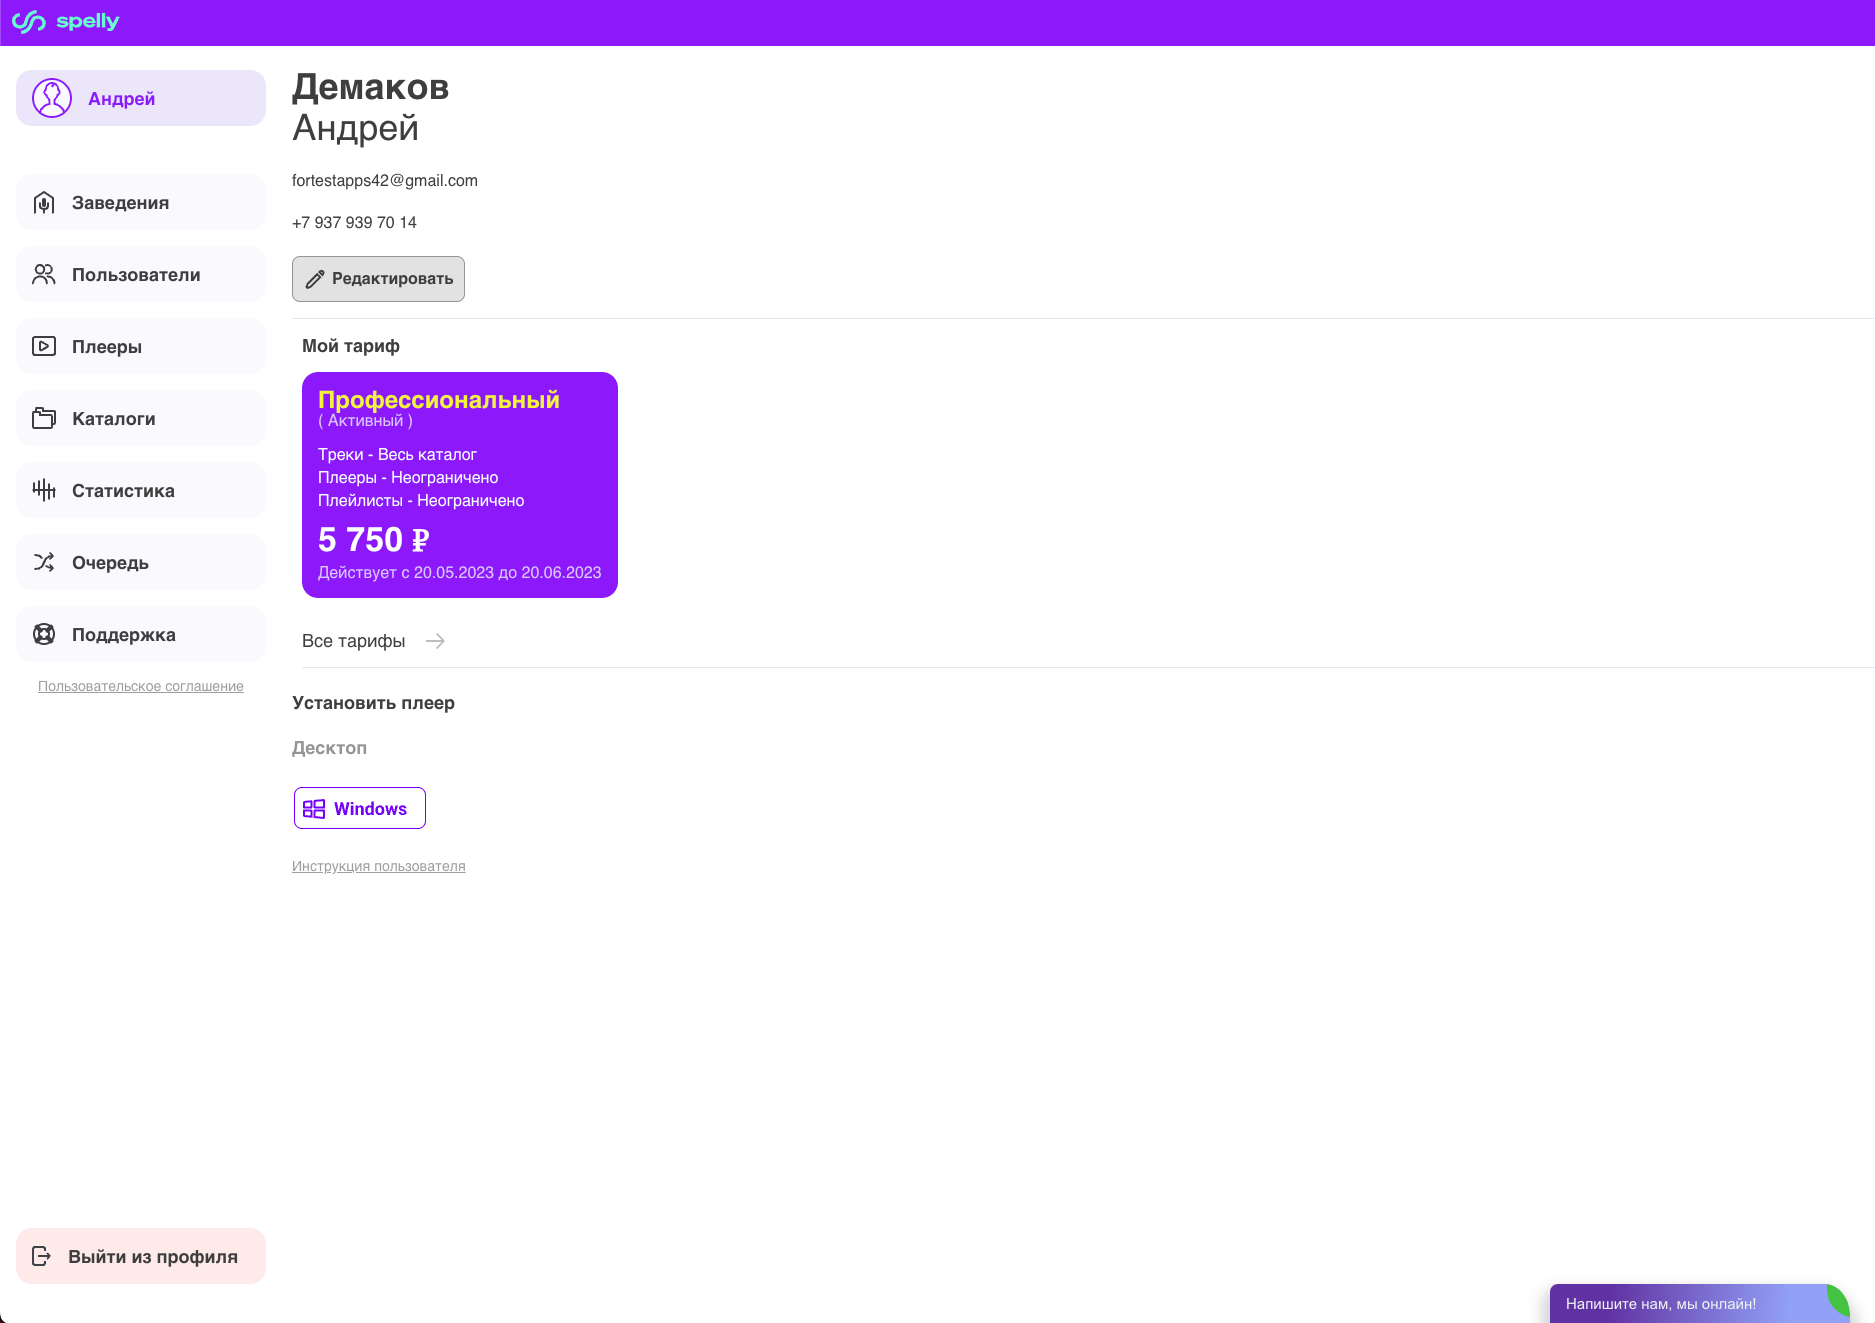 spelly
Андрей
Заведения
Пользователи
Плееры
Каталоги
Статистика
Очередь
Поддержка
Пользовательское соглашение
Выйти из профиля
Демаков
Андрей
fortestapps42@gmail.com
+7 937 939 70 14
Редактировать
Мой тариф
Профессиональный
( Активный )
Треки - Весь каталог
Плееры - Неограничено
Плейлисты - Неограничено
5 750 ₽
Действует с 20.05.2023 до 20.06.2023
Все тарифы
Установить плеер
Десктоп
Windows
Инструкция пользователя
Напишите нам, мы онлайн!